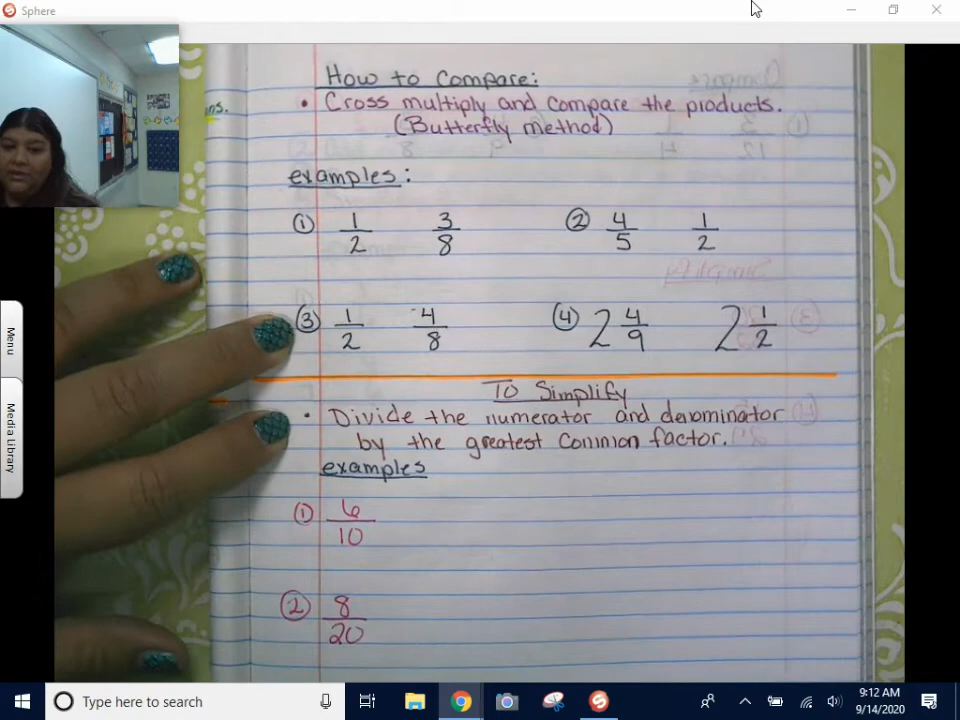 Sphere
How to Compare:
ons.
• Cross multiply and compare the products.
(Butterfly method)
examples:
① 1/2 3/8 ② 4/5 1/2
③ 1/2 4/8 ④ 2 4/9 2 1/2
To Simplify
• Divide the numerator and denominator
by the greatest common factor.
examples
① 6/10
② 8/20
Menu
Media Library
Type here to search
9:12 AM
9/14/2020